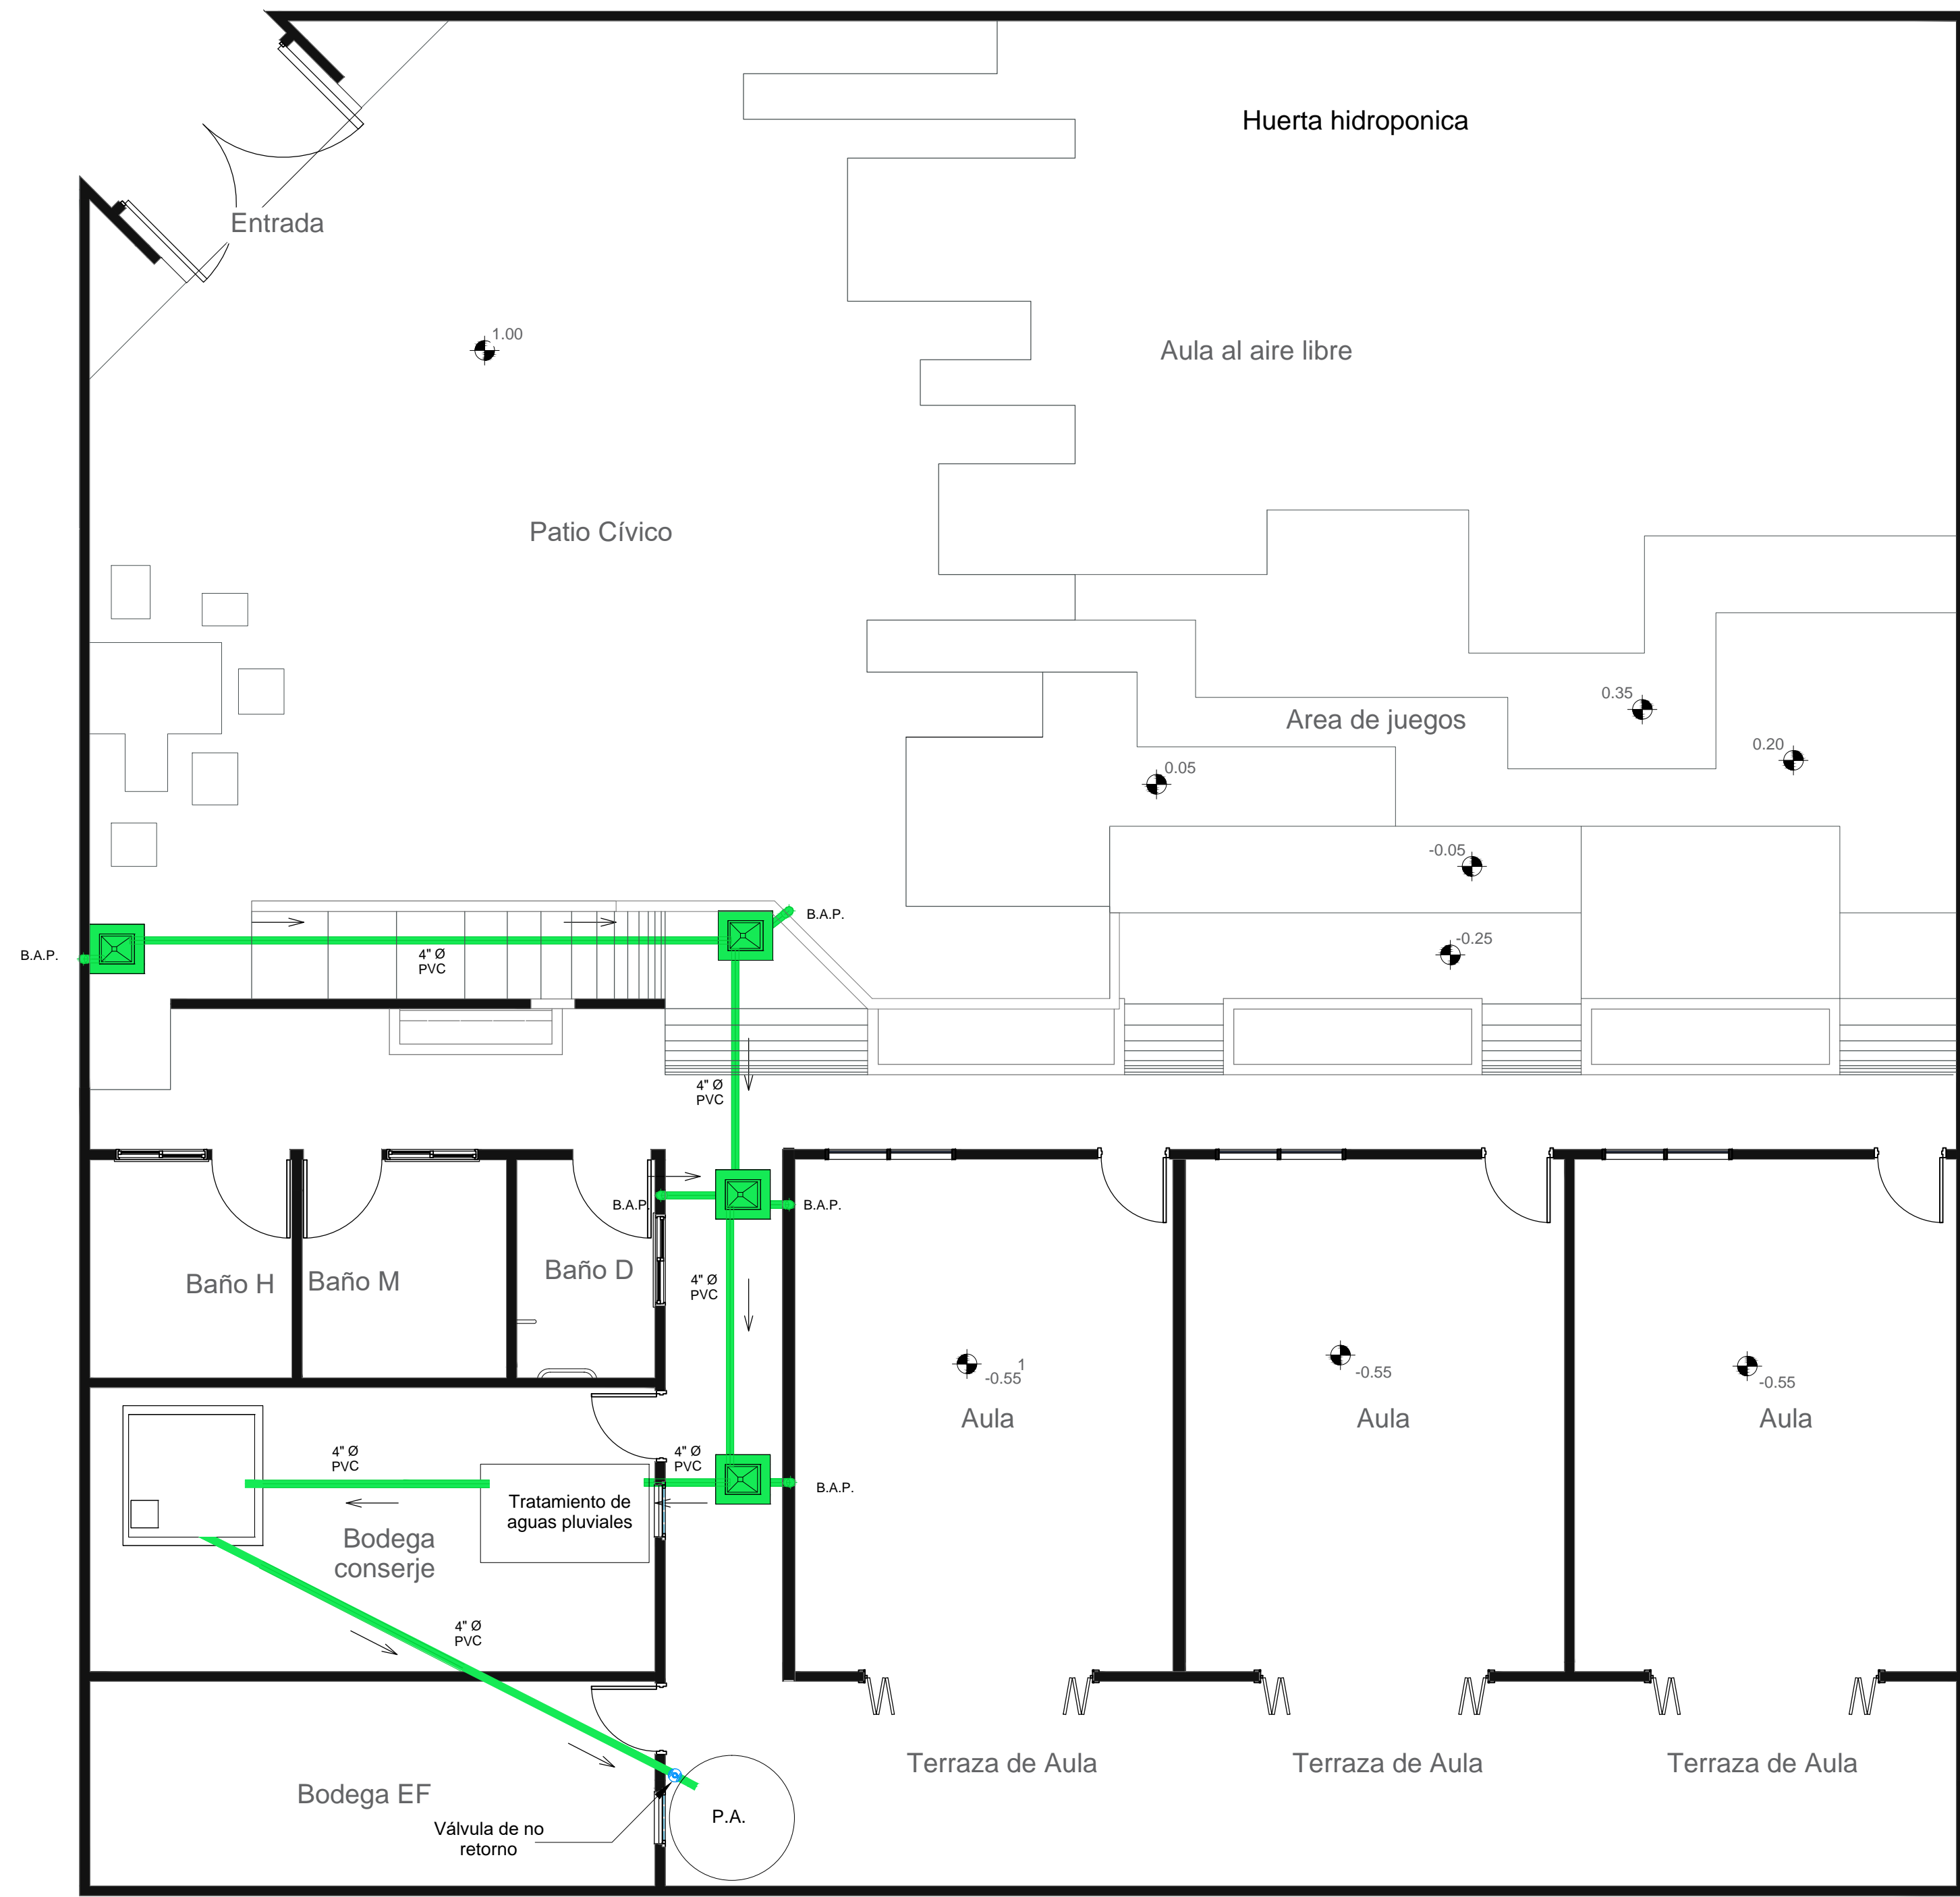 Huerta hidroponica
Entrada
1.00
Aula al aire libre
Patio Cívico
0.35
Area de juegos
0.20
0.05
-0.05
B.A.P.
-0.25
B.A.P.
4" Ø
PVC
4" Ø
PVC
B.A.P.
B.A.P.
Baño H
Baño M
Baño D
4" Ø
PVC
1
-0.55
-0.55
-0.55
Aula
Aula
Aula
4" Ø
PVC
4" Ø
PVC
B.A.P.
Tratamiento de
aguas pluviales
Bodega
conserje
4" Ø
PVC
Terraza de Aula
Terraza de Aula
Terraza de Aula
Bodega EF
P.A.
Válvula de no
retorno